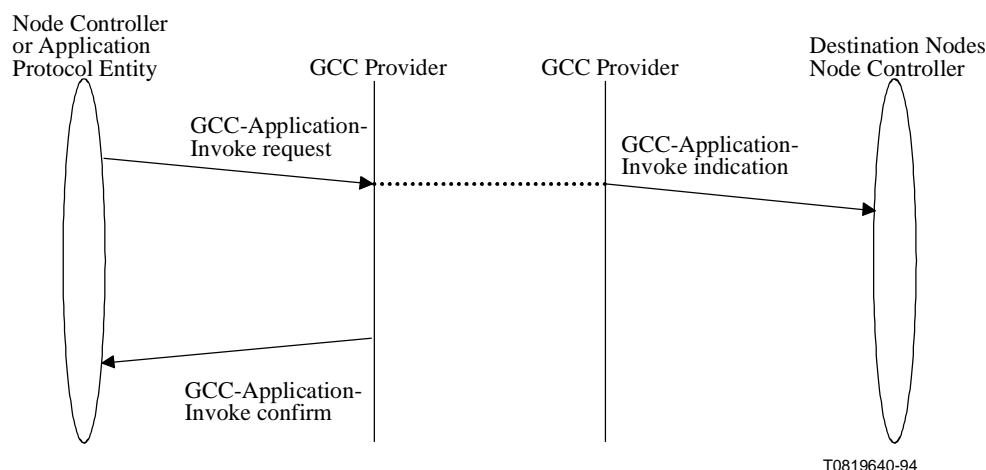 Node Controller
or Application
Protocol Entity
GCC Provider
GCC Provider
Destination Nodes
Node Controller
GCC-Application-
Invoke request
GCC-Application-
Invoke indication
GCC-Application-
Invoke confirm
T0819640-94